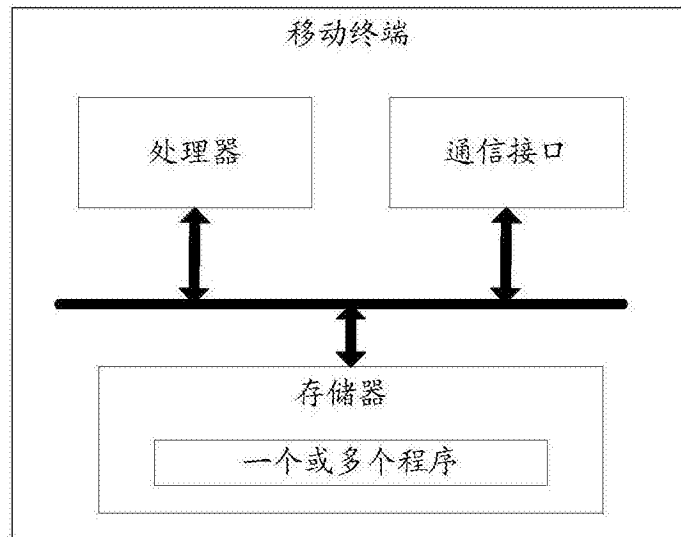 移动终端
处理器
通信接口
存储器
一个或多个程序